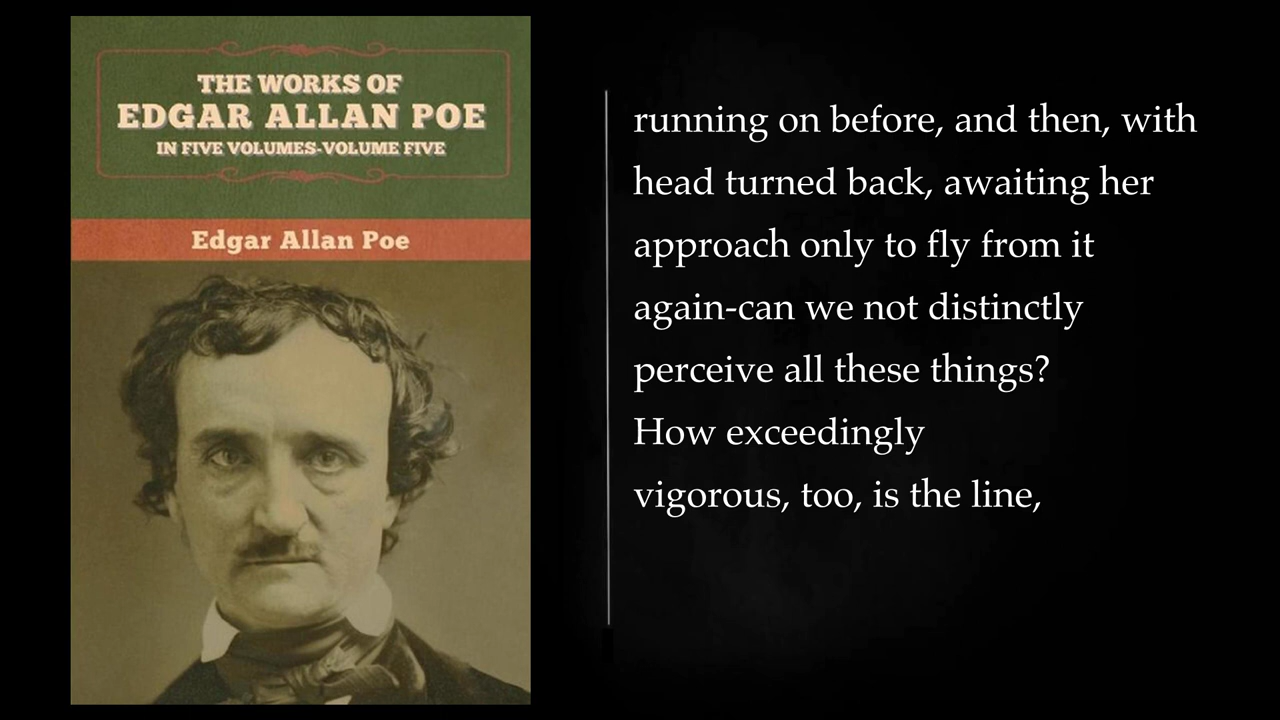 THE WORKS OF
EDGAR ALLAN POE
IN FIVE VOLUMES-VOLUME FIVE
Edgar Allan Poe
running on before, and then, with
head turned back, awaiting her
approach only to fly from it
again-can we not distinctly
perceive all these things?
How exceedingly
vigorous, too, is the line,